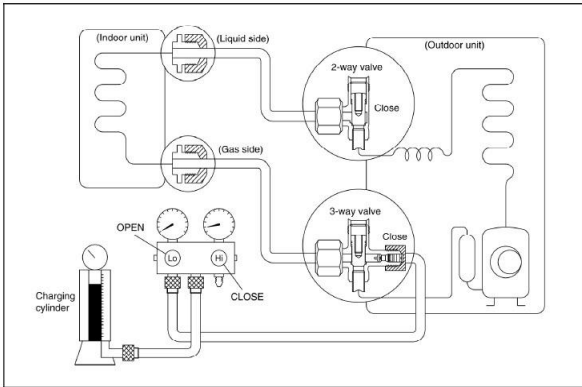 (Indoor unit)
(Liquid side)
(Outdoor unit)
2-way valve
Close
(Gas side)
3-way valve
Close
OPEN
Lo
Hi
CLOSE
Charging
cylinder